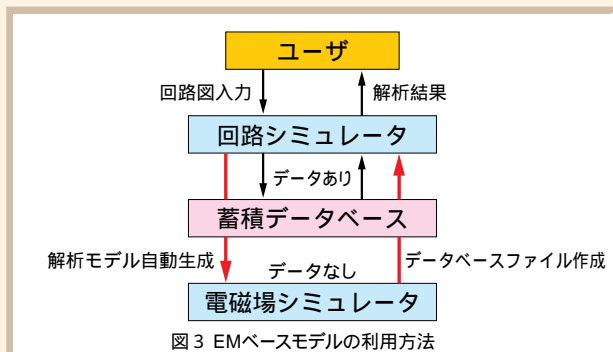 ユーザ
回路図入力
解析結果
回路シミュレータ
データあり
蓄積データベース
解析モデル自動生成
データなし
データベースファイル作成
電磁場シミュレータ
図3 EMベースモデルの利用方法